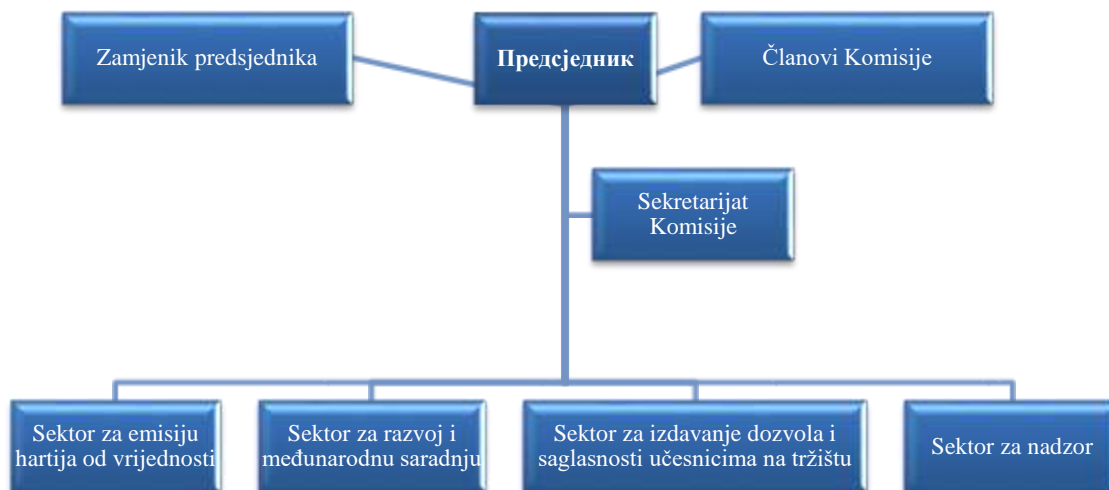 Zamjenik predsjednika
Предсједник
Članovi Komisije
Sekretarijat
Komisije
Sektor za emisiju
hartija od vrijednosti
Sektor za razvoj i
međunarodnu saradnju
Sektor za izdavanje dozvola i
saglasnosti učesnicima na tržištu
Sektor za nadzor